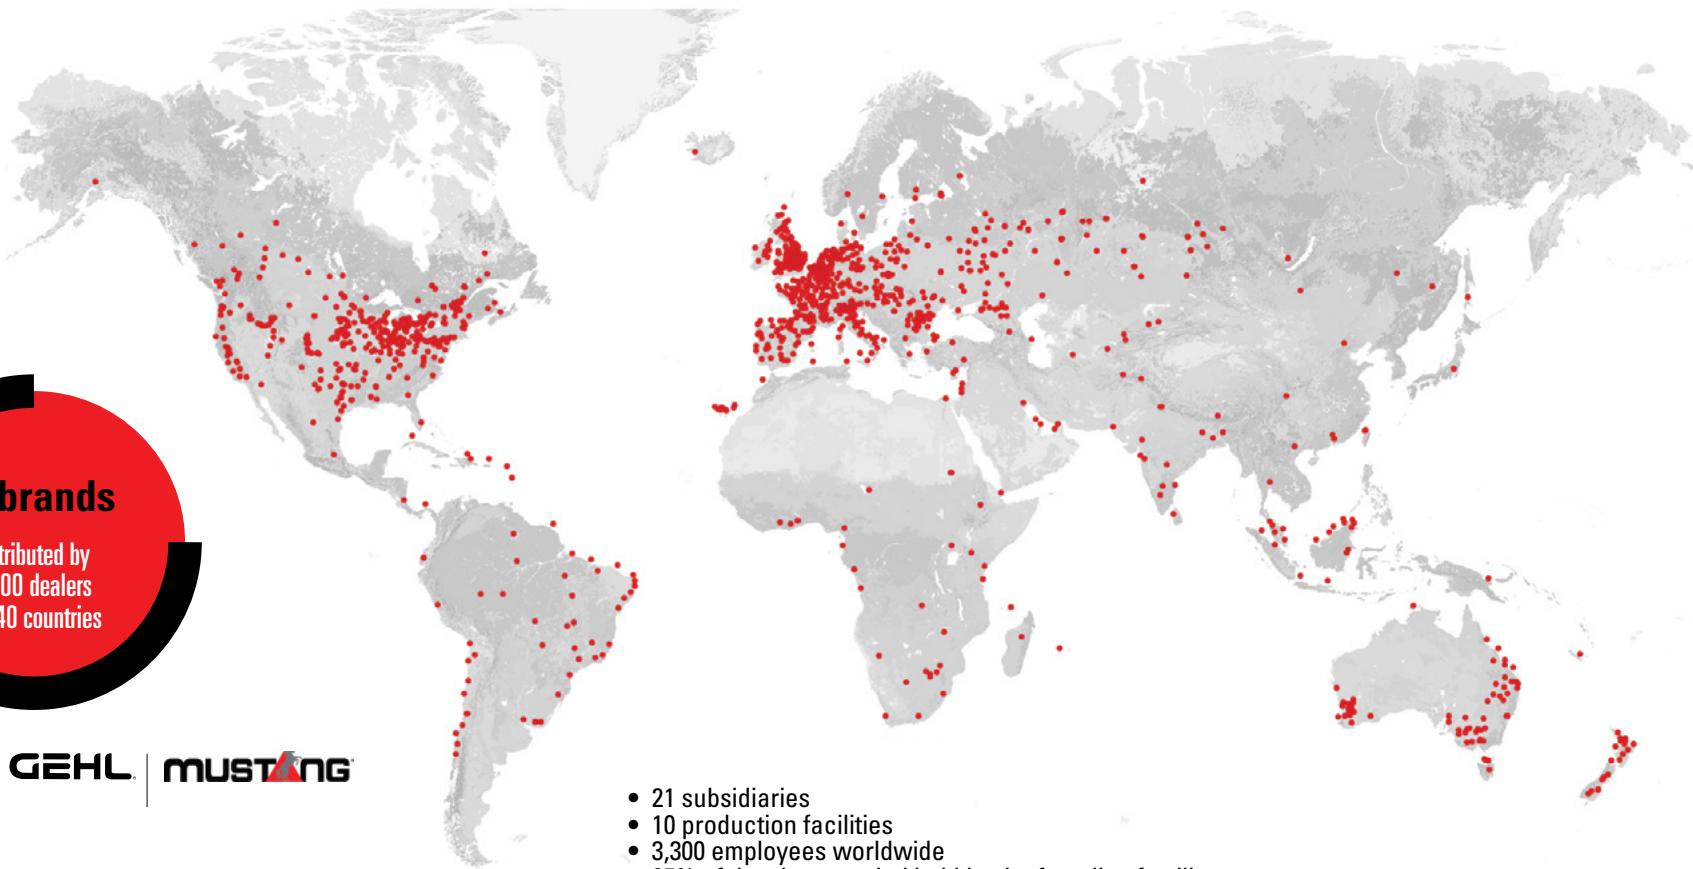 brands
tributed by
00 dealers
40 countries
GEHL
MUSTANG
• 21 subsidiaries
• 10 production facilities
• 3,300 employees worldwide